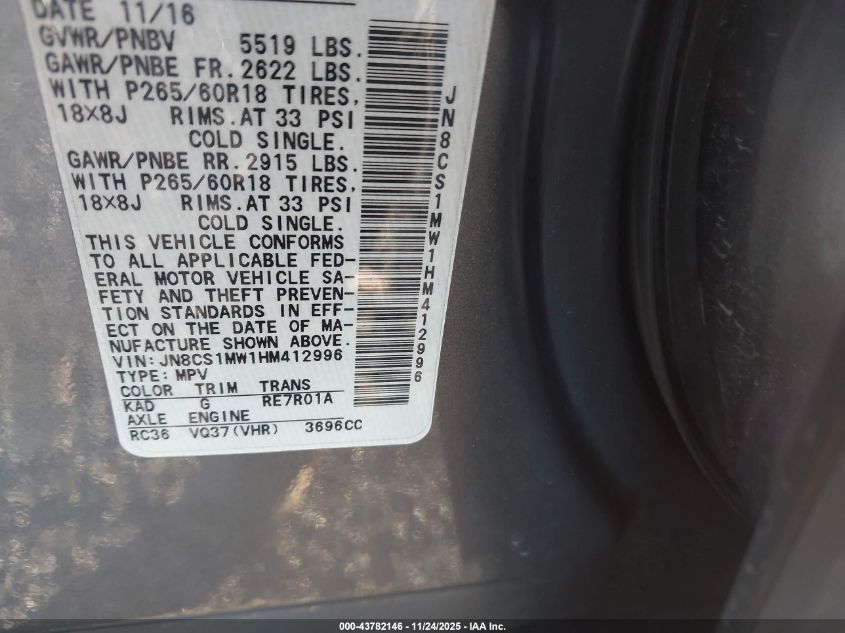 DATE 11/16
GVWR/PNBV 5519 LBS.
GAWR/PNBE FR. 2622 LBS.
WITH P265/60R18 TIRES,
18X8J RIMS. AT 33 PSI
COLD SINGLE.
GAWR/PNBE RR. 2915 LBS.
WITH P265/60R18 TIRES,
18X8J RIMS. AT 33 PSI
COLD SINGLE.
THIS VEHICLE CONFORMS
TO ALL APPLICABLE FED-
ERAL MOTOR VEHICLE SA-
FETY AND THEFT PREVEN-
TION STANDARDS IN EFF-
ECT ON THE DATE OF MA-
NUFACTURE SHOWN ABOVE.
VIN: JN8CS1MW1HM412996
TYPE: MPV
COLOR TRIM TRANS
KAD G RE7R01A
AXLE ENGINE
RC36 VQ37(VHR) 3696CC
JN8CS1MW1HM412996
000-43782146 - 11/24/2025 - IAA Inc.